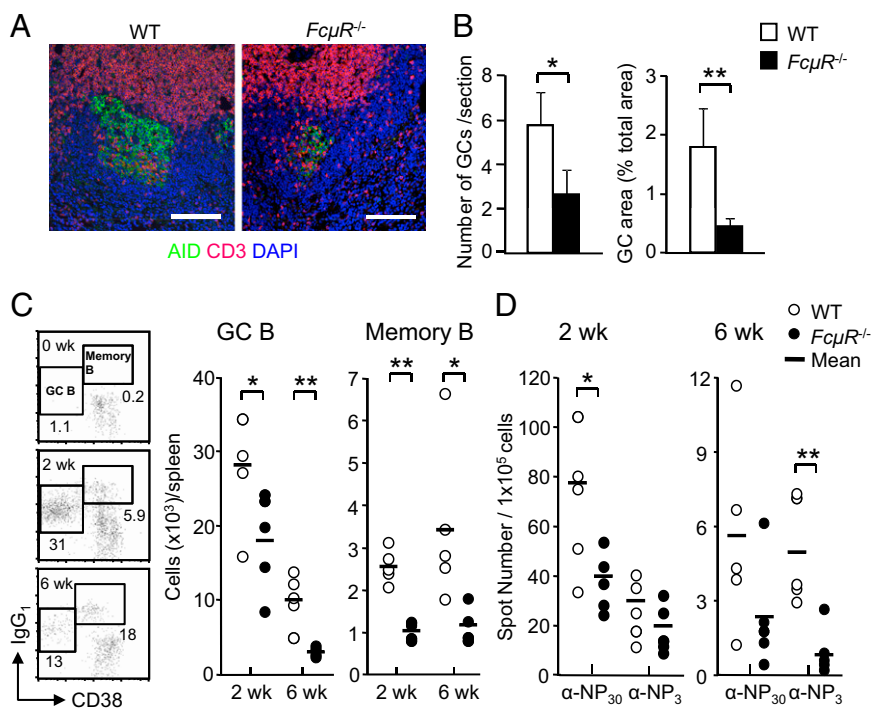 A
WT
FcμR-/-
AID CD3 DAPI
B
WT
FcμR-/-
Number of GCs /section
8
6
4
2
0
*
GC area (% total area)
3
2
1
0
**
C
0 wk
Memory B
GC B
0.2
1.1
2 wk
5.9
31
6 wk
18
13
IgG1
CD38
GC B
Cells (x10³)/spleen
40
30
20
10
0
*
**
2 wk
6 wk
Memory B
7
6
5
4
3
2
1
0
**
*
2 wk
6 wk
D
2 wk
6 wk
WT
FcμR-/-
Mean
Spot Number / 1x10⁵ cells
120
100
80
60
40
20
0
*
α-NP30 α-NP3
12
9
6
3
0
**
α-NP30 α-NP3